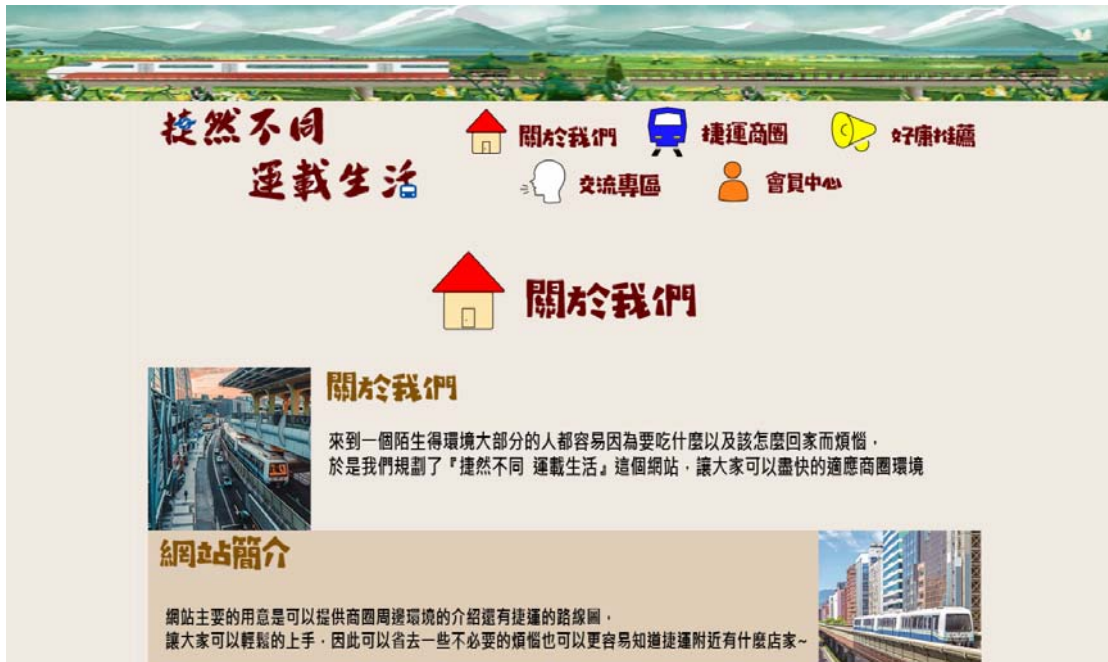 捷然不同
運載生活
關於我們
捷運商圈
好康推薦
交流專區
會員中心
關於我們
關於我們
來到一個陌生得環境大部分的人都容易因為要吃什麼以及該怎麼回家而煩惱，
於是我們規劃了『捷然不同 運載生活』這個網站，讓大家可以盡快的適應商圈環境
網站簡介
網站主要的用意是可以提供商圈周邊環境的介紹還有捷運的路線圖，
讓大家可以輕鬆的上手，因此可以省去一些不必要的煩惱也可以更容易知道捷運附近有什麼店家~